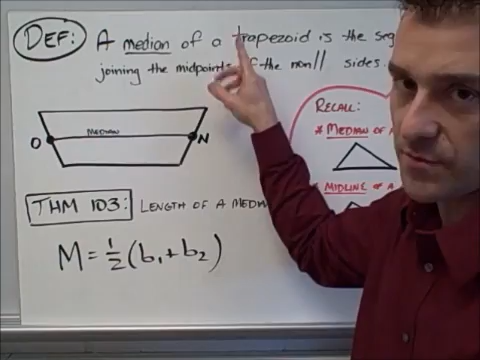 DEF: A median of a trapezoid is the seg
joining the midpoints of the non// sides.
O MEDIAN N
RECALL:
* MEDIAN OF A
* MIDLINE OF A
THM 103: LENGTH OF A MED
M = 1/2 (b1 + b2)